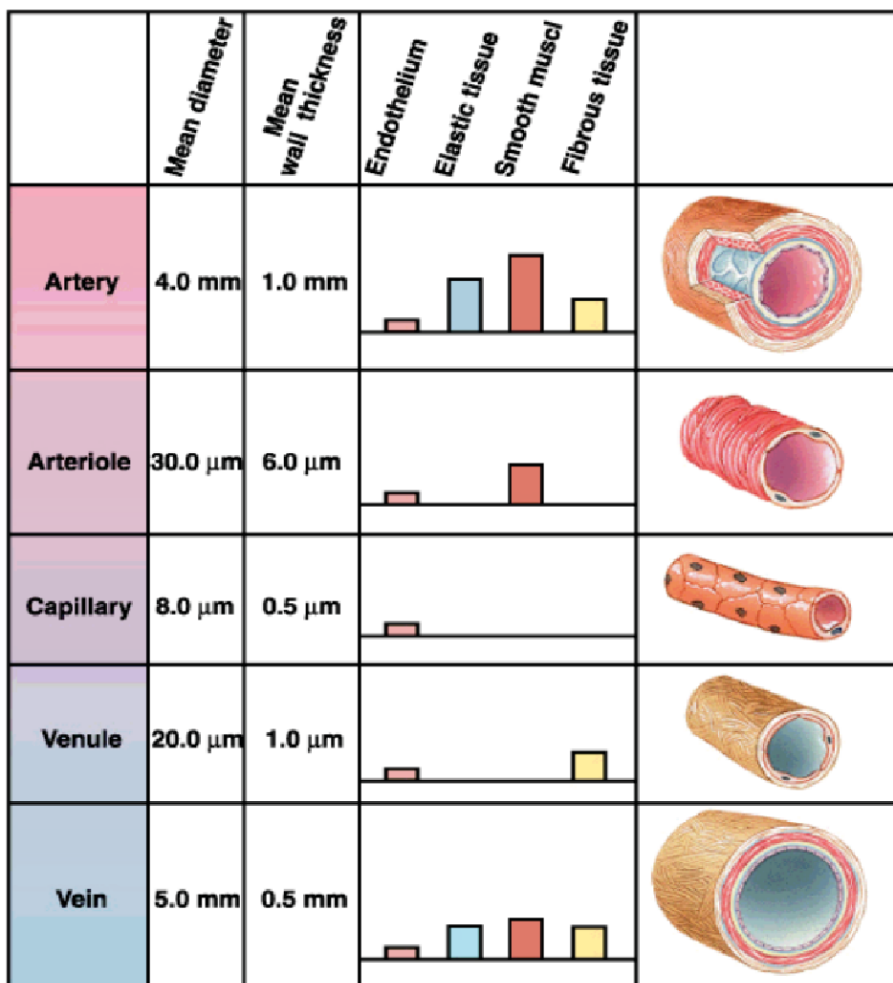 Mean diameter
Mean
wall thickness
Endothelium
Elastic tissue
Smooth muscl
Fibrous tissue
Artery 4.0 mm 1.0 mm
Arteriole 30.0 μm 6.0 μm
Capillary 8.0 μm 0.5 μm
Venule 20.0 μm 1.0 μm
Vein 5.0 mm 0.5 mm